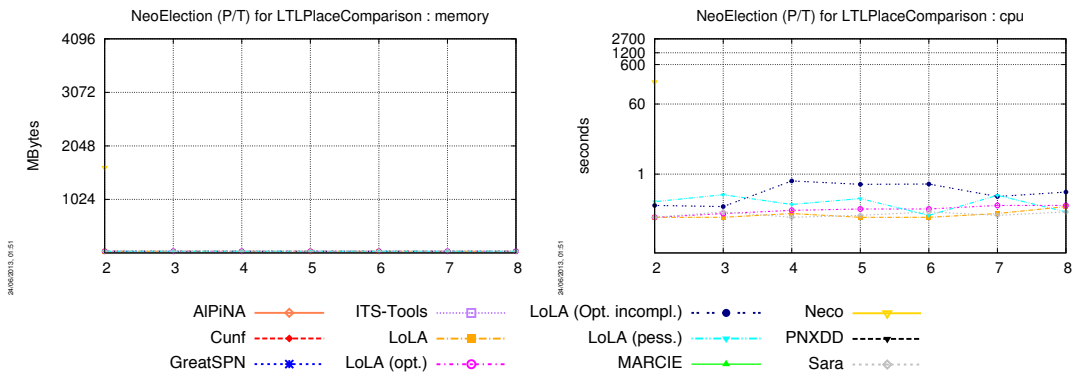 NeoElection (P/T) for LTLPlaceComparison : memory
4096
3072
2048
1024
MBytes
2 3 4 5 6 7 8
24/06/2013, 01:51
NeoElection (P/T) for LTLPlaceComparison : cpu
2700
1200
600
60
1
seconds
2 3 4 5 6 7 8
24/06/2013, 01:51
AlPiNA
Cunf
GreatSPN
ITS-Tools
LoLA
LoLA (opt.)
LoLA (Opt. incompl.)
LoLA (pess.)
MARCIE
Neco
PNXDD
Sara